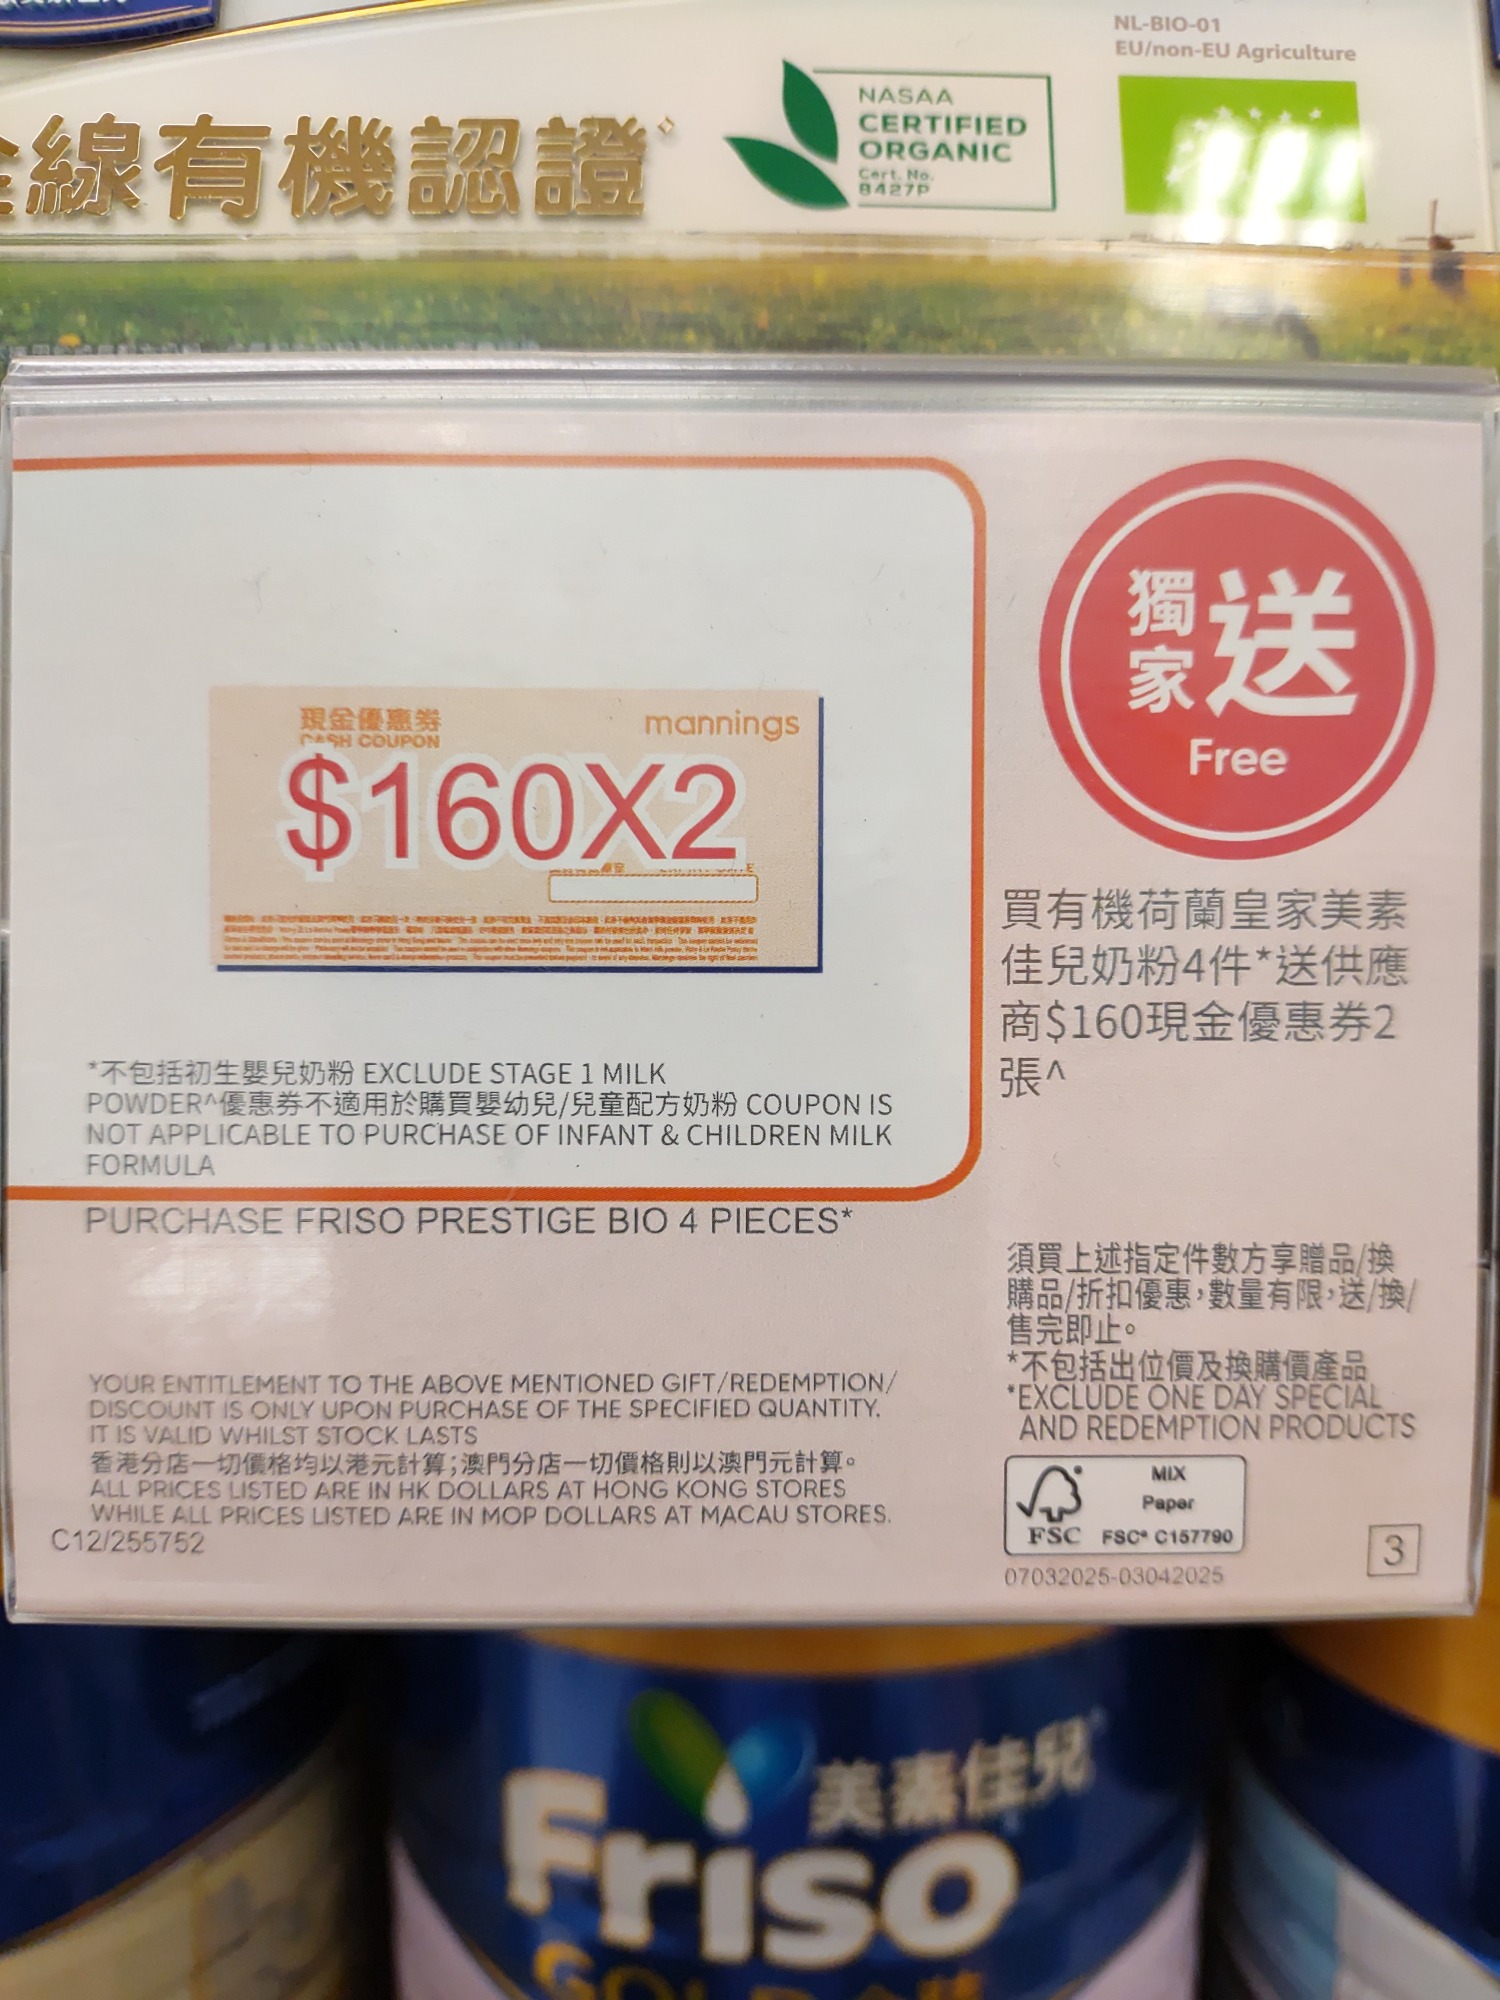 NL-BIO-01
EU/non-EU Agriculture
線有機認證
NASAA
CERTIFIED
ORGANIC
Cert. No.
8427P
獨家送
Free
現金優惠券
CASH COUPON
mannings
$160X2
買有機荷蘭皇家美素
佳兒奶粉4件*送供應
商$160現金優惠券2
張^
*不包括初生嬰兒奶粉 EXCLUDE STAGE 1 MILK
POWDER^優惠券不適用於購買嬰幼兒/兒童配方奶粉 COUPON IS
NOT APPLICABLE TO PURCHASE OF INFANT & CHILDREN MILK
FORMULA
PURCHASE FRISO PRESTIGE BIO 4 PIECES*
須買上述指定件數方享贈品/換
購品/折扣優惠,數量有限,送/換/
售完即止。
*不包括出位價及換購價產品
*EXCLUDE ONE DAY SPECIAL
AND REDEMPTION PRODUCTS
YOUR ENTITLEMENT TO THE ABOVE MENTIONED GIFT/REDEMPTION/
DISCOUNT IS ONLY UPON PURCHASE OF THE SPECIFIED QUANTITY.
IT IS VALID WHILST STOCK LASTS
香港分店一切價格均以港元計算;澳門分店一切價格則以澳門元計算。
ALL PRICES LISTED ARE IN HK DOLLARS AT HONG KONG STORES
WHILE ALL PRICES LISTED ARE IN MOP DOLLARS AT MACAU STORES.
C12/255752
FSC
MIX
Paper
FSC® C157790
07032025-03042025
3
美素佳兒
Friso
GOLD